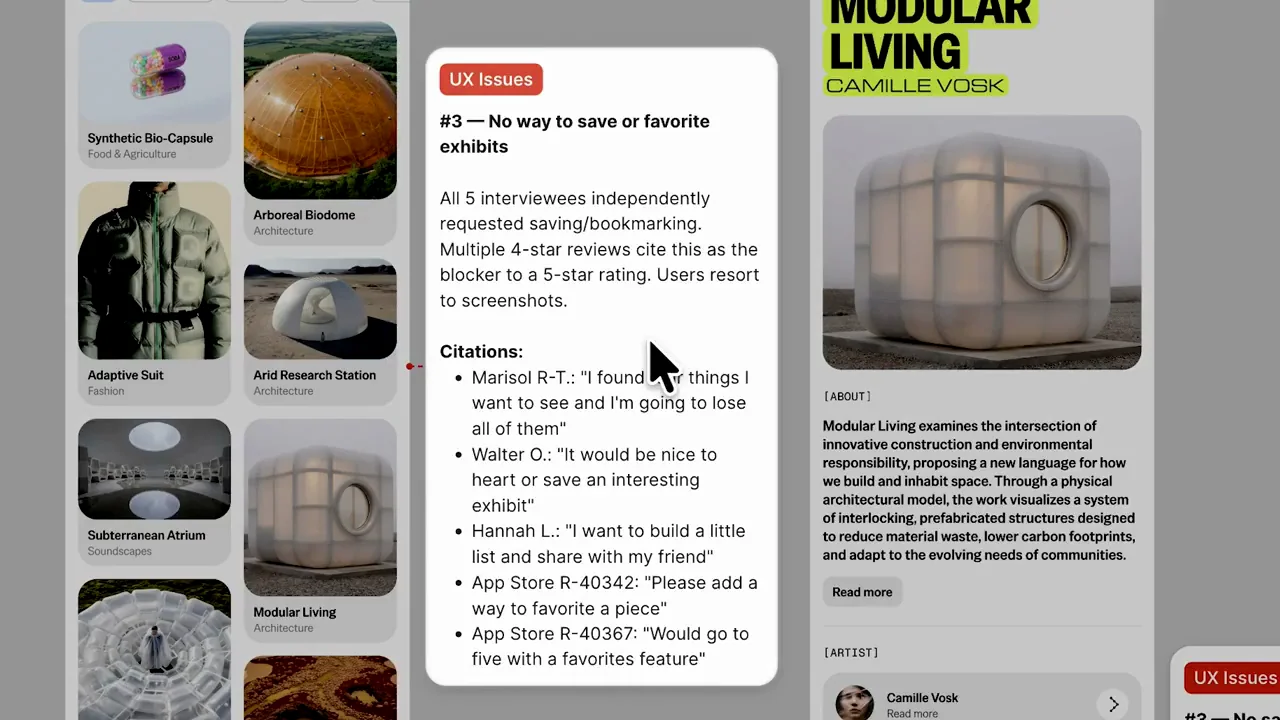 Synthetic Bio-Capsule
Food & Agriculture
Adaptive Suit
Fashion
Subterranean Atrium
Soundscapes
Arboreal Biodome
Architecture
Arid Research Station
Architecture
Modular Living
Architecture
UX Issues
#3 — No way to save or favorite
exhibits
All 5 interviewees independently
requested saving/bookmarking.
Multiple 4-star reviews cite this as the
blocker to a 5-star rating. Users resort
to screenshots.
Citations:
• Marisol R-T.: "I found things I
want to see and I'm going to lose
all of them"
• Walter O.: "It would be nice to
heart or save an interesting
exhibit"
• Hannah L.: "I want to build a little
list and share with my friend"
• App Store R-40342: "Please add a
way to favorite a piece"
• App Store R-40367: "Would go to
five with a favorites feature"
MODULAR
LIVING
CAMILLE VOSK
[ABOUT]
Modular Living examines the intersection of
innovative construction and environmental
responsibility, proposing a new language for how
we build and inhabit space. Through a physical
architectural model, the work visualizes a system
of interlocking, prefabricated structures designed
to reduce material waste, lower carbon footprints,
and adapt to the evolving needs of communities.
Read more
[ARTIST]
Camille Vosk
Read more
UX Issues
#3 — No